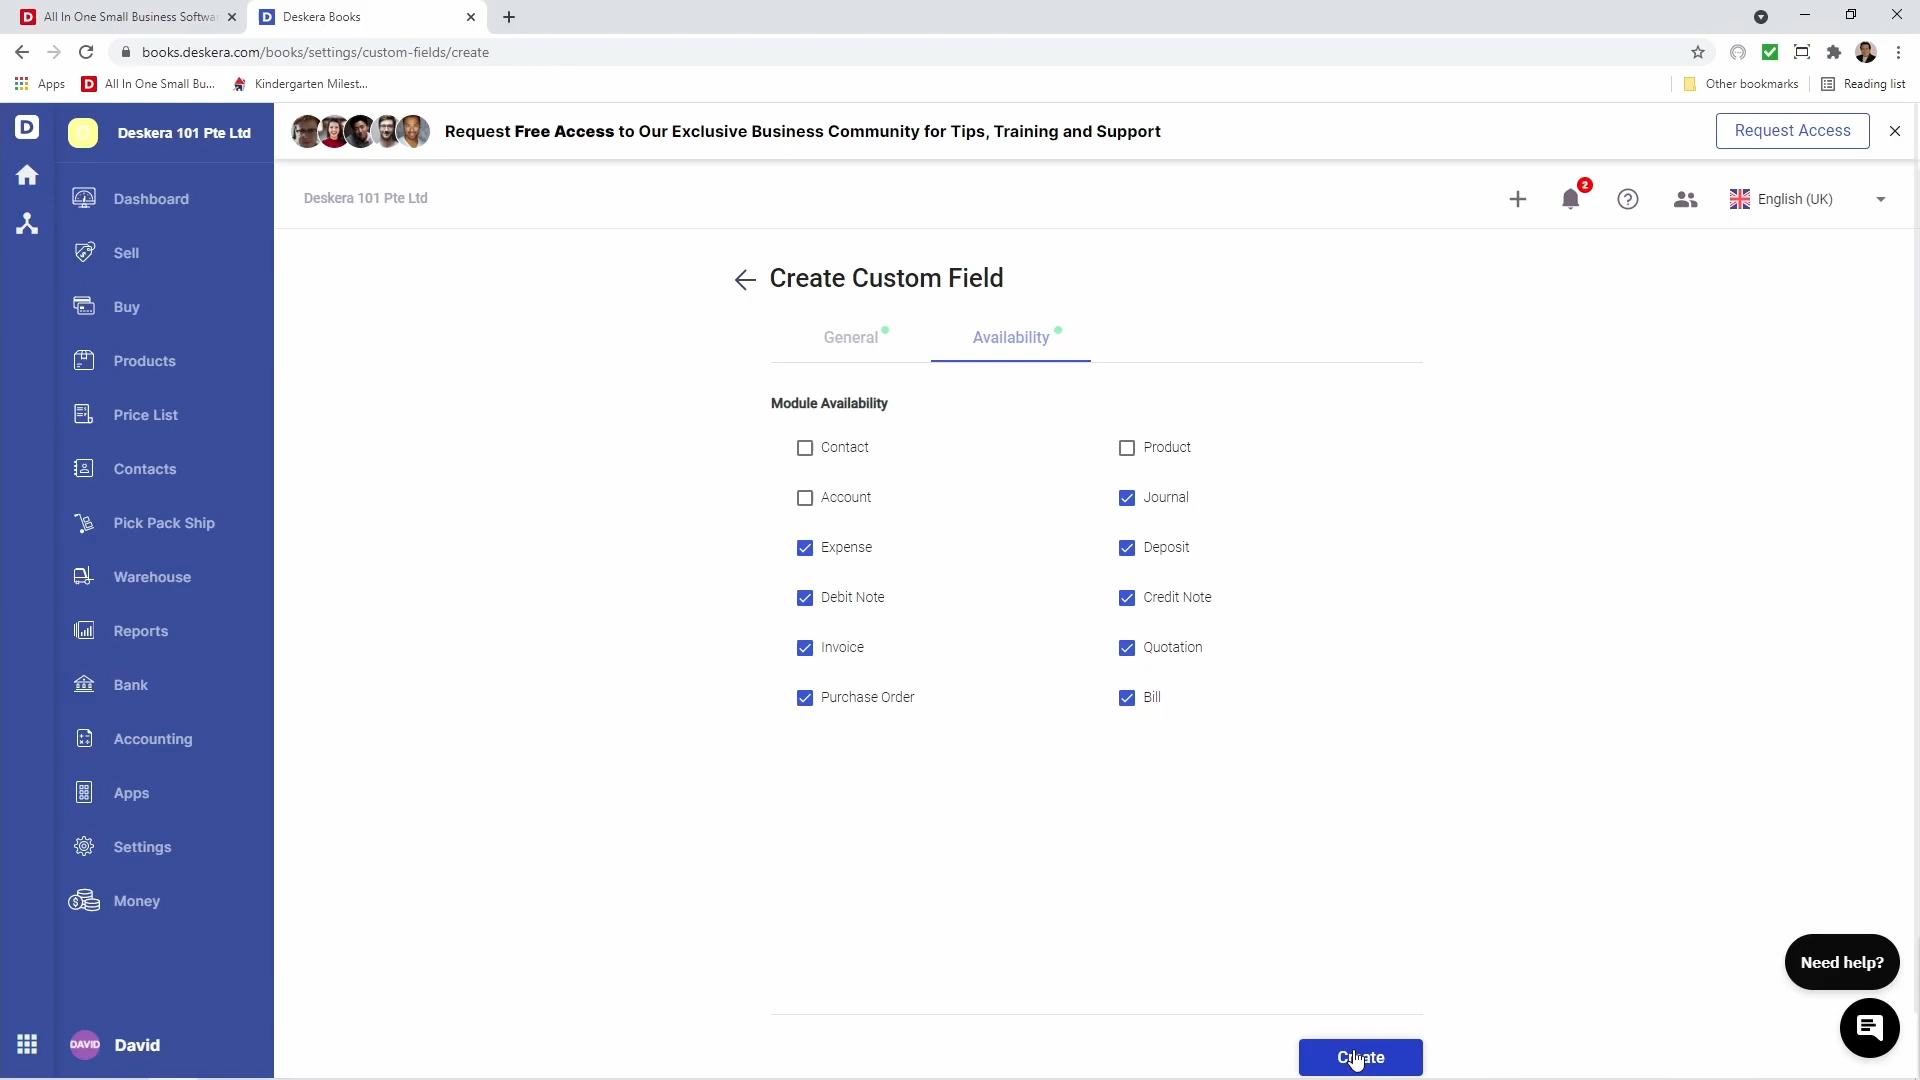 All In One Small Business Softwa
Deskera Books
books.deskera.com/books/settings/custom-fields/create
Apps
All In One Small Bu...
Kindergarten Milest...
Other bookmarks
Reading list
D
Deskera 101 Pte Ltd
Request Free Access to Our Exclusive Business Community for Tips, Training and Support
Request Access
Deskera 101 Pte Ltd
2
English (UK)
Dashboard
Sell
Buy
Products
Price List
Contacts
Pick Pack Ship
Warehouse
Reports
Bank
Accounting
Apps
Settings
Money
DAVID
David
Create Custom Field
General
Availability
Module Availability
Contact
Product
Account
Journal
Expense
Deposit
Debit Note
Credit Note
Invoice
Quotation
Purchase Order
Bill
Create
Need help?